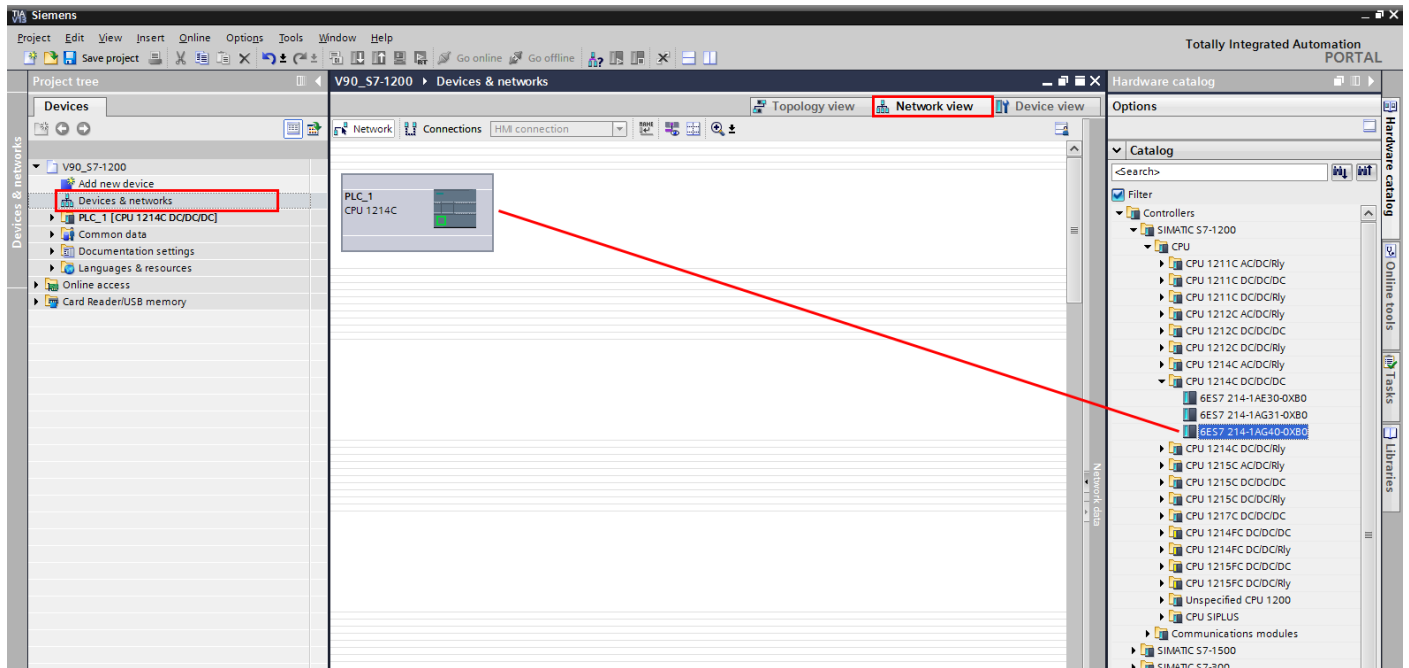 Siemens
Project Edit View Insert Online Options Tools Window Help
Totally Integrated Automation
PORTAL
Save project Go online Go offline
Project tree
V90_S7-1200 Devices & networks
Hardware catalog
Devices
Topology view Network view Device view
Options
Network Connections HMI connection
Catalog
<Search>
Filter
V90_S7-1200
Add new device
Devices & networks
PLC_1 [CPU 1214C DC/DC/DC]
Common data
Documentation settings
Languages & resources
Online access
Card Reader/USB memory
PLC_1
CPU 1214C
Controllers
SIMATIC S7-1200
CPU
CPU 1211C AC/DC/Rly
CPU 1211C DC/DC/DC
CPU 1211C DC/DC/Rly
CPU 1212C AC/DC/Rly
CPU 1212C DC/DC/DC
CPU 1212C DC/DC/Rly
CPU 1214C AC/DC/Rly
CPU 1214C DC/DC/DC
6ES7 214-1AE30-0XB0
6ES7 214-1AG31-0XB0
6ES7 214-1AG40-0XB0
CPU 1214C DC/DC/Rly
CPU 1215C AC/DC/Rly
CPU 1215C DC/DC/DC
CPU 1215C DC/DC/Rly
CPU 1217C DC/DC/DC
CPU 1214FC DC/DC/DC
CPU 1214FC DC/DC/Rly
CPU 1215FC DC/DC/DC
CPU 1215FC DC/DC/Rly
Unspecified CPU 1200
CPU SIPLUS
Communications modules
SIMATIC S7-1500
SIMATIC S7-300
Devices & networks
Network data
Hardware catalog
Online tools
Tasks
Libraries